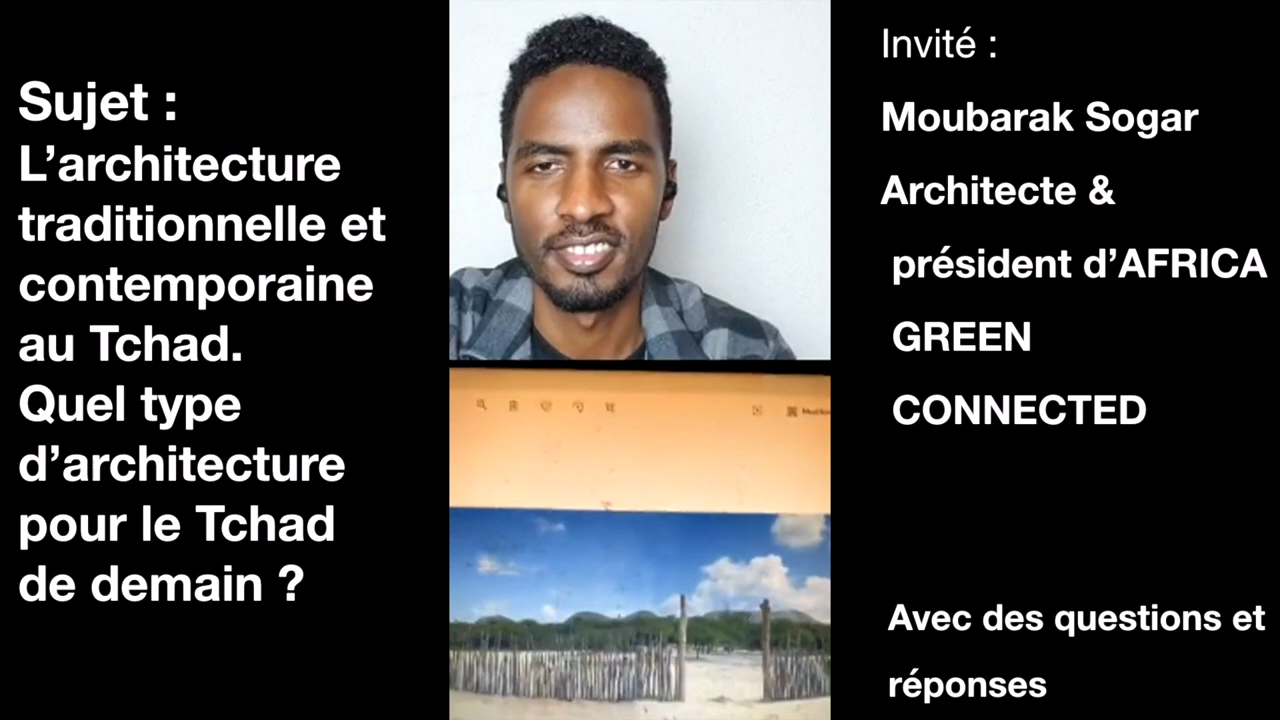 Sujet :
L’architecture
traditionnelle et
contemporaine
au Tchad.
Quel type
d’architecture
pour le Tchad
de demain ?
Invité :
Moubarak Sogar
Architecte &
président d’AFRICA
GREEN
CONNECTED
Avec des questions et
réponses